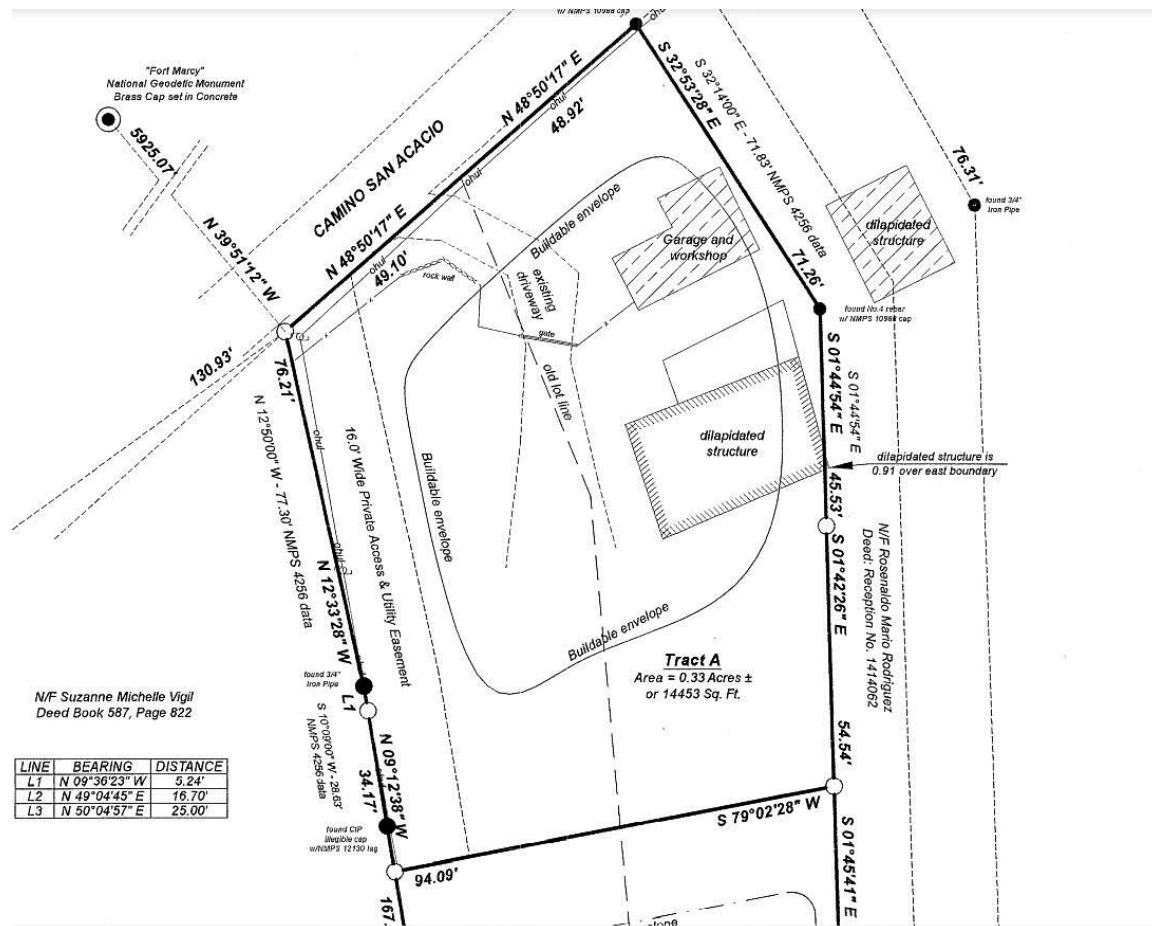 w/ NMPS 10988 cap
ohul
"Fort Marcy"
National Geodetic Monument
Brass Cap set in Concrete
5925.07'
N 39°51'12" W
CAMINO SAN ACACIO
N 48°50'17" E
48.92'
ohul
ohul
N 48°50'17" E
49.10'
ohul
S 32°53'28" E
71.26'
S 32°14'00" E - 71.83' NMPS 4256 data
76.31'
found 3/4"
Iron Pipe
dilapidated
structure
Garage and
workshop
Buildable envelope
rock wall
existing
driveway
gate
old lot line
found No.4 rebar
w/ NMPS 10988 cap
130.93'
76.21'
N 12°50'00" W - 77.30' NMPS 4256 data
ohul
ohul
N 12°33'28" W
16.0' Wide Private Access & Utility Easement
Buildable envelope
dilapidated
structure
S 01°44'54" E
S 01°44'54" E
45.53'
dilapidated structure is
0.91 over east boundary
S 01°42'26" E
54.54'
N/F Rosenaldo Mario Rodriguez
Deed: Reception No. 1414062
Buildable envelope
Tract A
Area = 0.33 Acres ±
or 14453 Sq. Ft.
found 3/4"
Iron Pipe
L1
S 10°09'00" W - 28.63'
NMPS 4256 data
N 09°12'38" W
34.17'
found CIP
illegible cap
w/NMPS 12130 tag
N/F Suzanne Michelle Vigil
Deed Book 587, Page 822
LINE BEARING DISTANCE
L1 N 09°36'23" W 5.24'
L2 N 49°04'45" E 16.70'
L3 N 50°04'57" E 25.00'
S 79°02'28" W
94.09'
S 01°45'41" E
167.